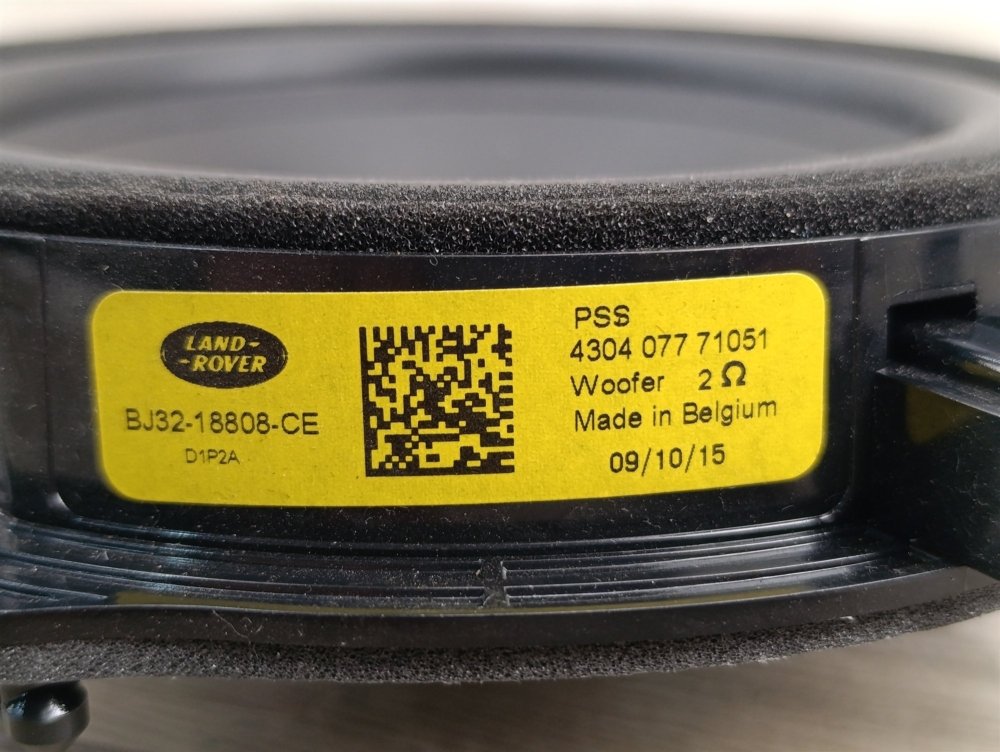 LAND-
-ROVER
BJ32-18808-CE
D1P2A
PSS
4304 077 71051
Woofer 2 Ω
Made in Belgium
09/10/15